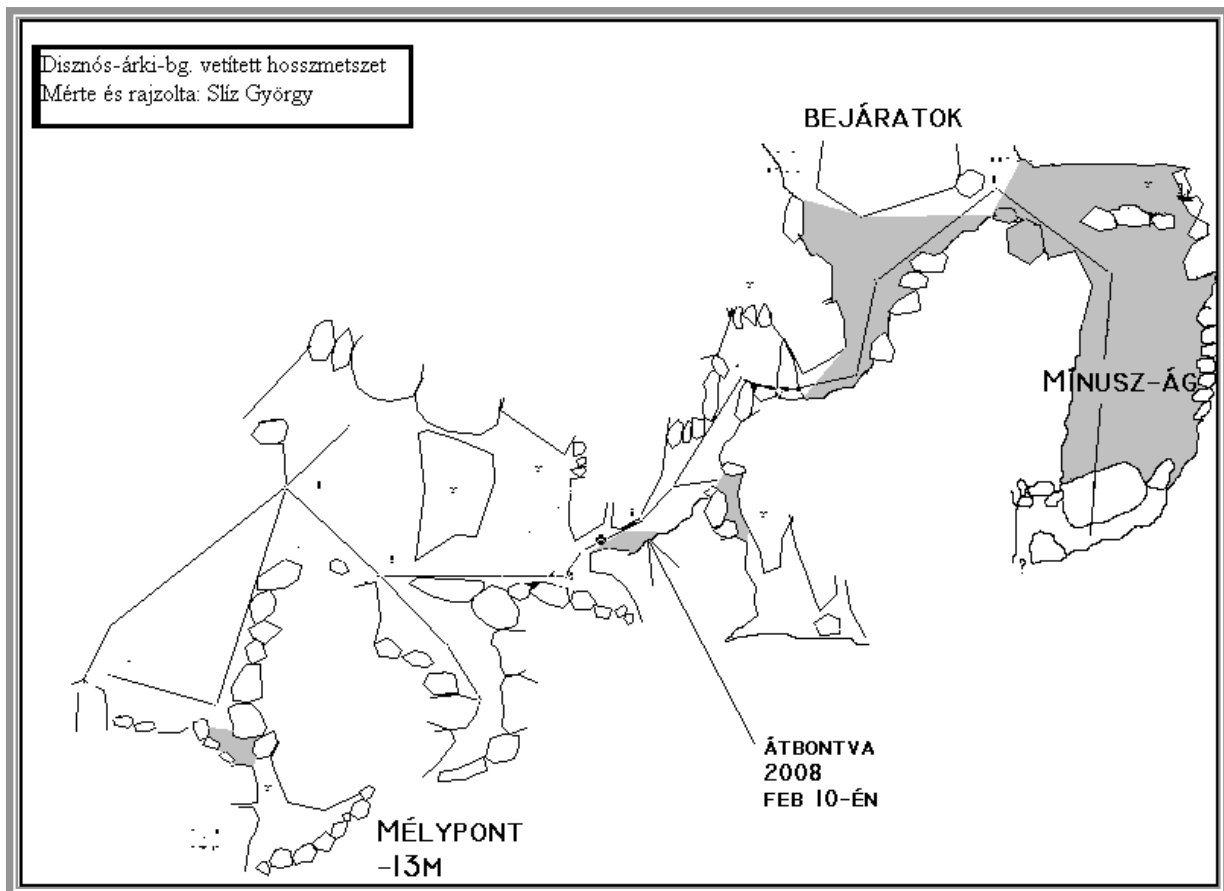 Disznós-árki-bg. vetített hosszmetszet
Mérte és rajzolta: Slíz György
BEJÁRATOK
MÍNUSZ-ÁG
ÁTBONTVA
2008
FEB 10-ÉN
MÉLYPONT
-13M